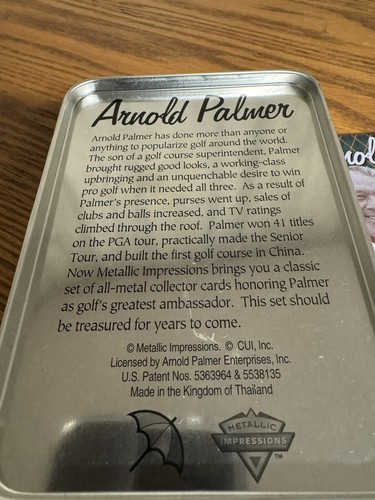 Arnold Palmer
Arnold Palmer has done more than anyone or
anything to popularize golf around the world.
The son of a golf course superintendent, Palmer
brought rugged good looks, a working-class
upbringing and an unquenchable desire to win
pro golf when it needed all three. As a result of
Palmer's presence, purses went up, sales of
clubs and balls increased, and TV ratings
climbed through the roof. Palmer won 41 titles
on the PGA tour, practically made the Senior
Tour, and built the first golf course in China.
Now Metallic Impressions brings you a classic
set of all-metal collector cards honoring Palmer
as golf's greatest ambassador. This set should
be treasured for years to come.
© Metallic Impressions. © CUI, Inc.
Licensed by Arnold Palmer Enterprises, Inc.
U.S. Patent Nos. 5363964 & 5538135
Made in the Kingdom of Thailand
METALLIC
IMPRESSIONS
TM